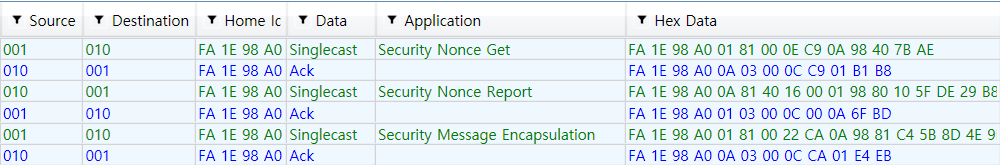 Source Destination Home Ic Data Application Hex Data
001 010 FA 1E 98 A0 Singlecast Security Nonce Get FA 1E 98 A0 01 81 00 0E C9 0A 98 40 7B AE
010 001 FA 1E 98 A0 Ack FA 1E 98 A0 0A 03 00 0C C9 01 B1 B8
010 001 FA 1E 98 A0 Singlecast Security Nonce Report FA 1E 98 A0 0A 81 40 16 00 01 98 80 10 5F DE 29 B8
001 010 FA 1E 98 A0 Ack FA 1E 98 A0 01 03 00 0C 00 0A 6F BD
001 010 FA 1E 98 A0 Singlecast Security Message Encapsulation FA 1E 98 A0 01 81 00 22 CA 0A 98 81 C4 5B 8D 4E 9
010 001 FA 1E 98 A0 Ack FA 1E 98 A0 0A 03 00 0C CA 01 E4 EB